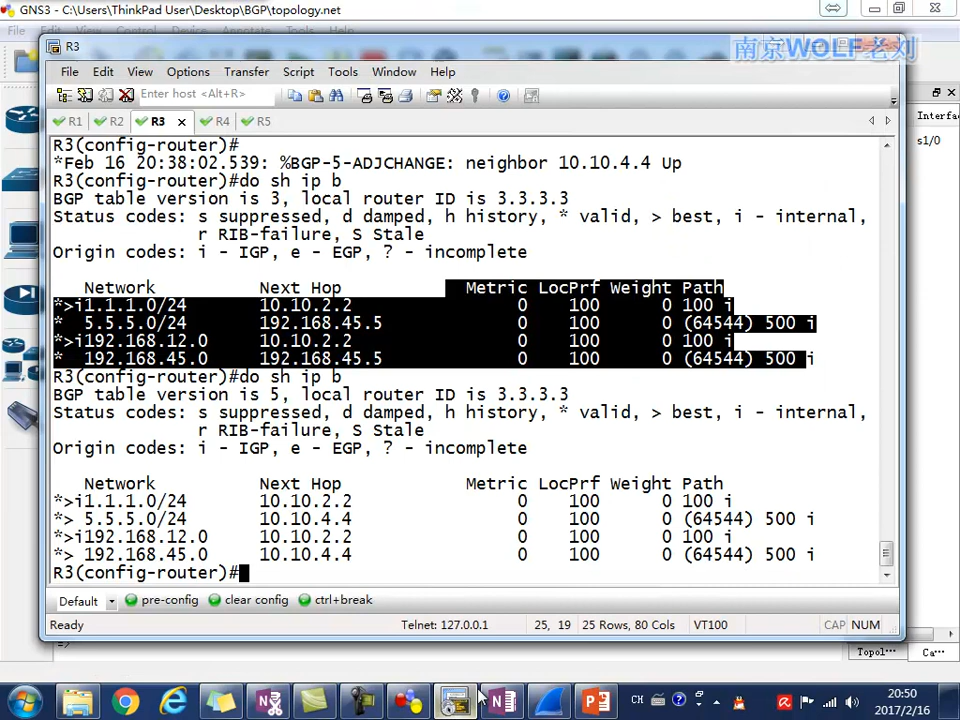 GNS3 - C:\Users\ThinkPad User\Desktop\BGP\topology.net
R3
南京WOLF老刘
File Edit View Options Transfer Script Tools Window Help
Enter host <Alt+R>
R1 R2 R3 R4 R5
Interfa
s1/0
R3(config-router)#
*Feb 16 20:38:02.539: %BGP-5-ADJCHANGE: neighbor 10.10.4.4 Up
R3(config-router)#do sh ip b
BGP table version is 3, local router ID is 3.3.3.3
Status codes: s suppressed, d damped, h history, * valid, > best, i - internal,
r RIB-failure, S Stale
Origin codes: i - IGP, e - EGP, ? - incomplete
Network Next Hop Metric LocPrf Weight Path
*>i1.1.1.0/24 10.10.2.2 0 100 0 100 i
* 5.5.5.0/24 192.168.45.5 0 100 0 (64544) 500 i
*>i192.168.12.0 10.10.2.2 0 100 0 100 i
* 192.168.45.0 192.168.45.5 0 100 0 (64544) 500 i
R3(config-router)#do sh ip b
BGP table version is 5, local router ID is 3.3.3.3
Status codes: s suppressed, d damped, h history, * valid, > best, i - internal,
r RIB-failure, S Stale
Origin codes: i - IGP, e - EGP, ? - incomplete
Network Next Hop Metric LocPrf Weight Path
*>i1.1.1.0/24 10.10.2.2 0 100 0 100 i
*> 5.5.5.0/24 10.10.4.4 0 100 0 (64544) 500 i
*>i192.168.12.0 10.10.2.2 0 100 0 100 i
*> 192.168.45.0 10.10.4.4 0 100 0 (64544) 500 i
R3(config-router)#
Default pre-config clear config ctrl+break
Ready Telnet: 127.0.0.1 25, 19 25 Rows, 80 Cols VT100 CAP NUM
=>
Topol... Ca...
CH
20:50
2017/2/16